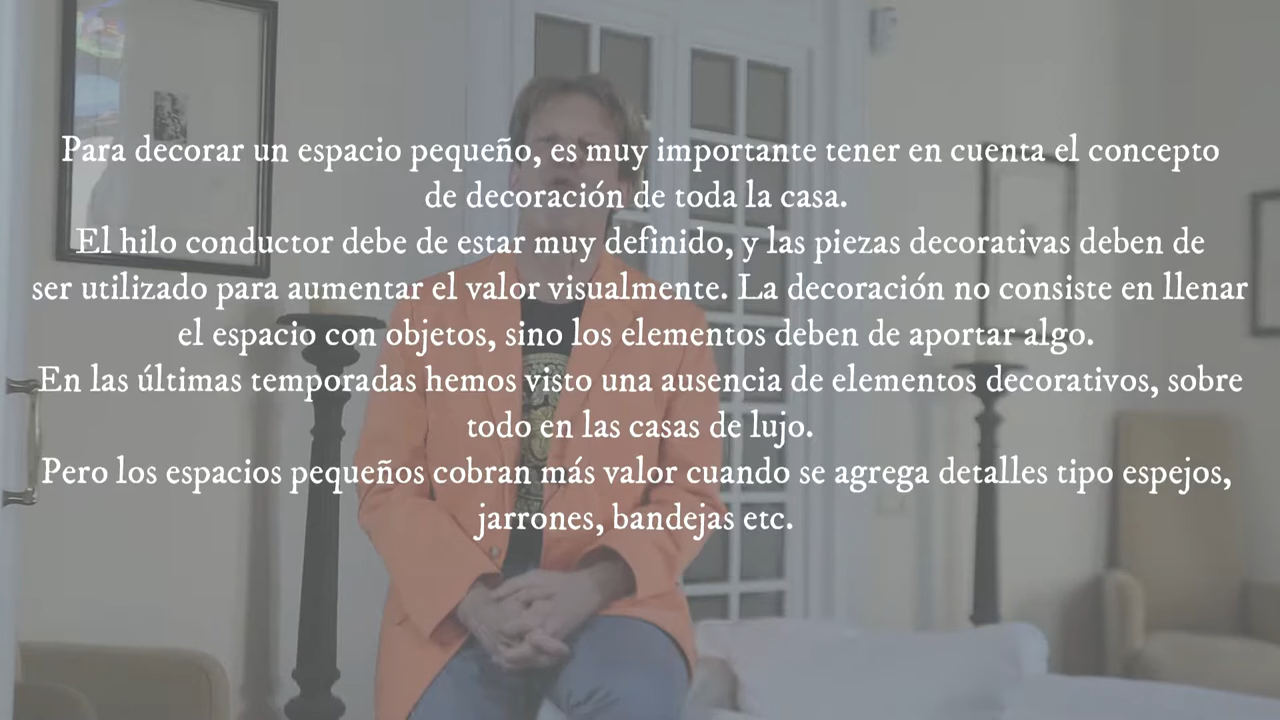 Para decorar un espacio pequeño, es muy importante tener en cuenta el concepto
de decoración de toda la casa.
El hilo conductor debe de estar muy definido, y las piezas decorativas deben de
ser utilizado para aumentar el valor visualmente. La decoración no consiste en llenar
el espacio con objetos, sino los elementos deben de aportar algo.
En las últimas temporadas hemos visto una ausencia de elementos decorativos, sobre
todo en las casas de lujo.
Pero los espacios pequeños cobran más valor cuando se agrega detalles tipo espejos,
jarrones, bandejas etc.